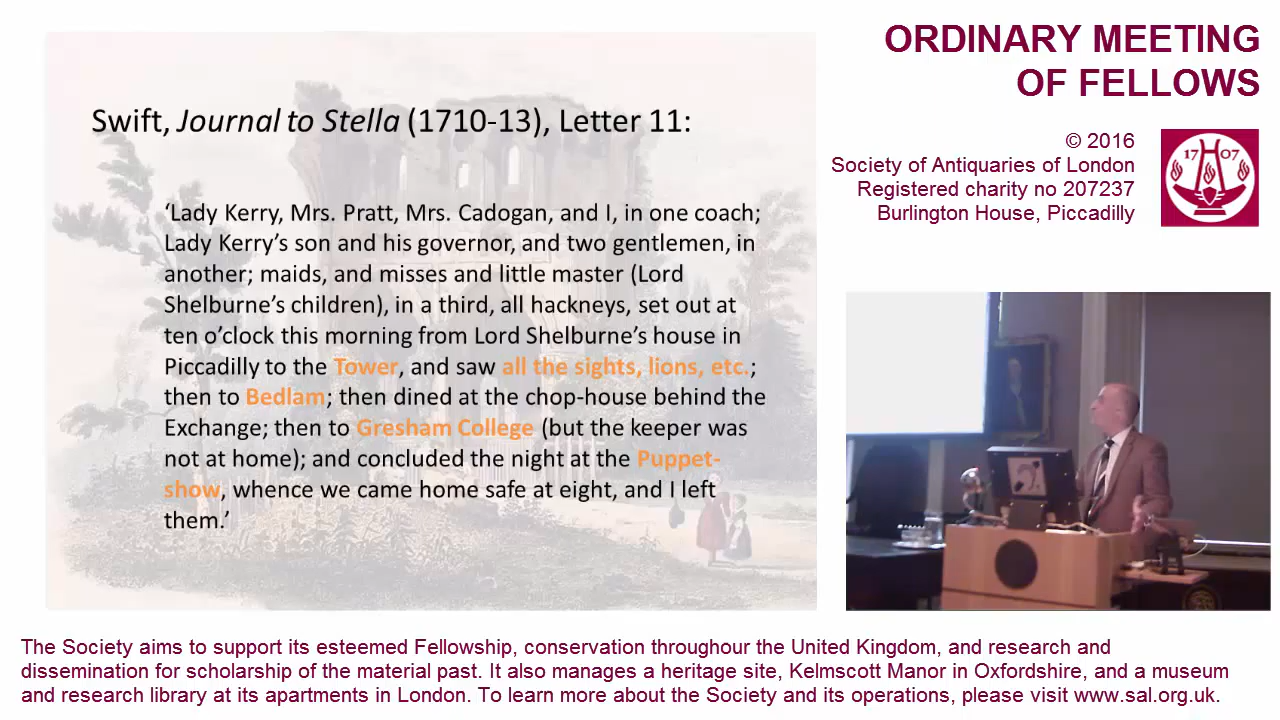 Swift, Journal to Stella (1710-13), Letter 11:
‘Lady Kerry, Mrs. Pratt, Mrs. Cadogan, and I, in one coach;
Lady Kerry’s son and his governor, and two gentlemen, in
another; maids, and misses and little master (Lord
Shelburne’s children), in a third, all hackneys, set out at
ten o’clock this morning from Lord Shelburne’s house in
Piccadilly to the Tower, and saw all the sights, lions, etc.;
then to Bedlam; then dined at the chop-house behind the
Exchange; then to Gresham College (but the keeper was
not at home); and concluded the night at the Puppet-
show, whence we came home safe at eight, and I left
them.’
ORDINARY MEETING
OF FELLOWS
© 2016
Society of Antiquaries of London
Registered charity no 207237
Burlington House, Piccadilly
17 07
The Society aims to support its esteemed Fellowship, conservation throughour the United Kingdom, and research and
dissemination for scholarship of the material past. It also manages a heritage site, Kelmscott Manor in Oxfordshire, and a museum
and research library at its apartments in London. To learn more about the Society and its operations, please visit www.sal.org.uk.